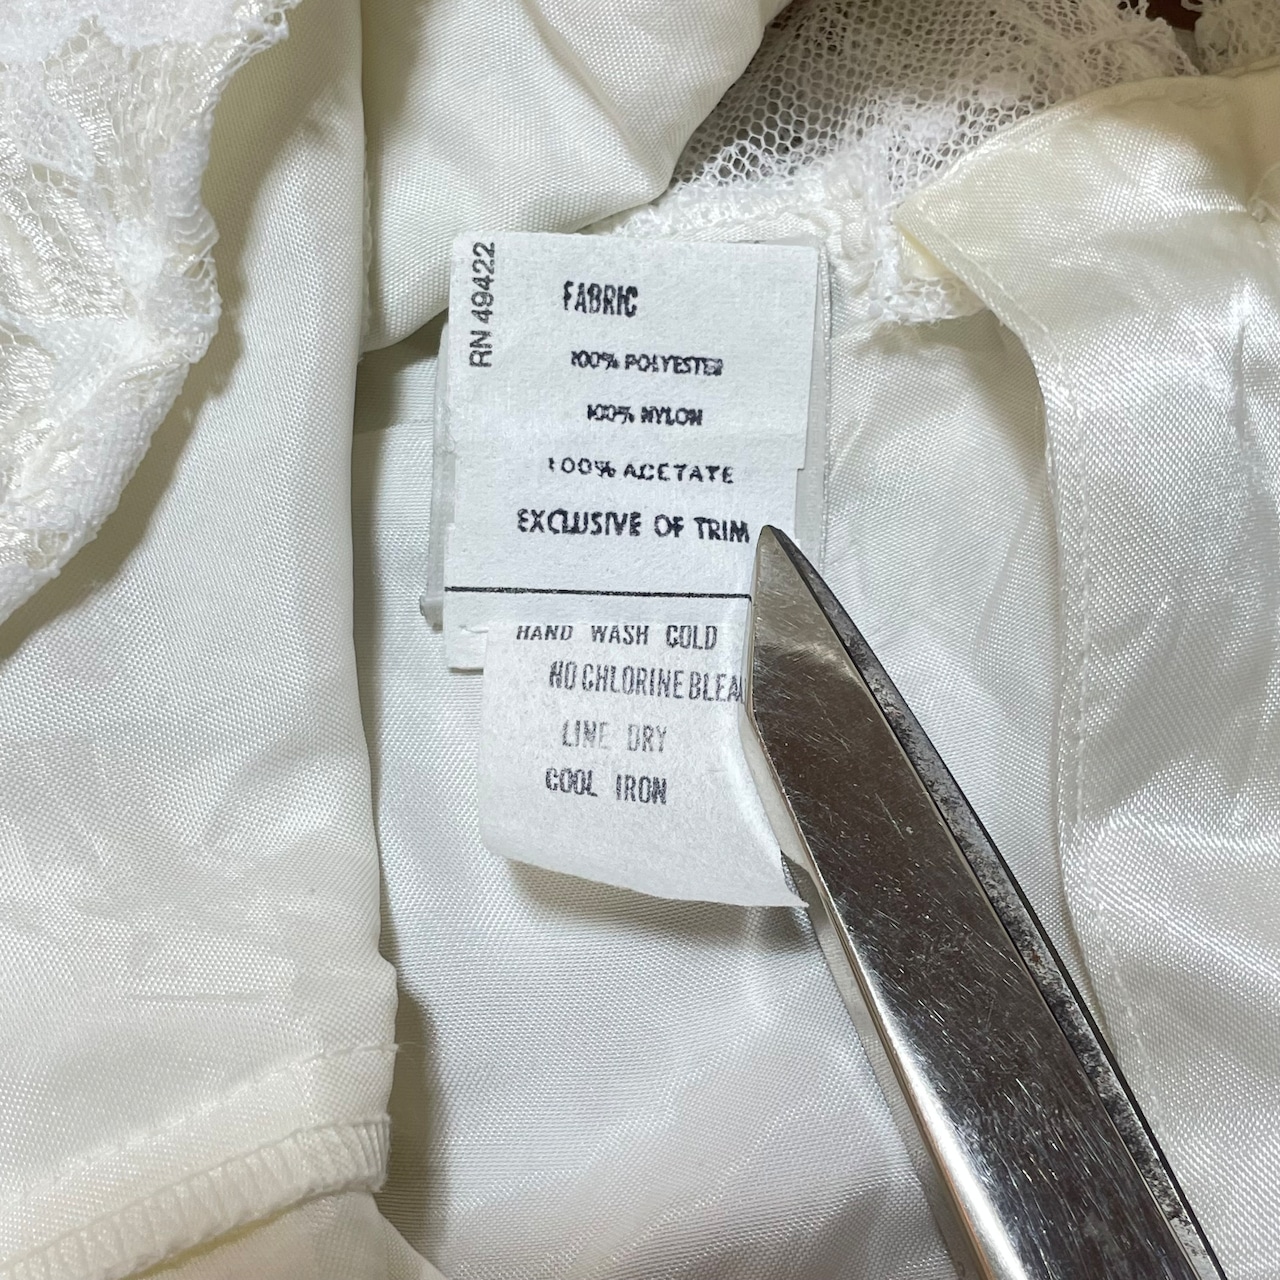 RN 49422
FABRIC
100% POLYESTER
100% NYLON
100% ACETATE
EXCLUSIVE OF TRIM
HAND WASH COLD
NO CHLORINE BLEA
LINE DRY
COOL IRON